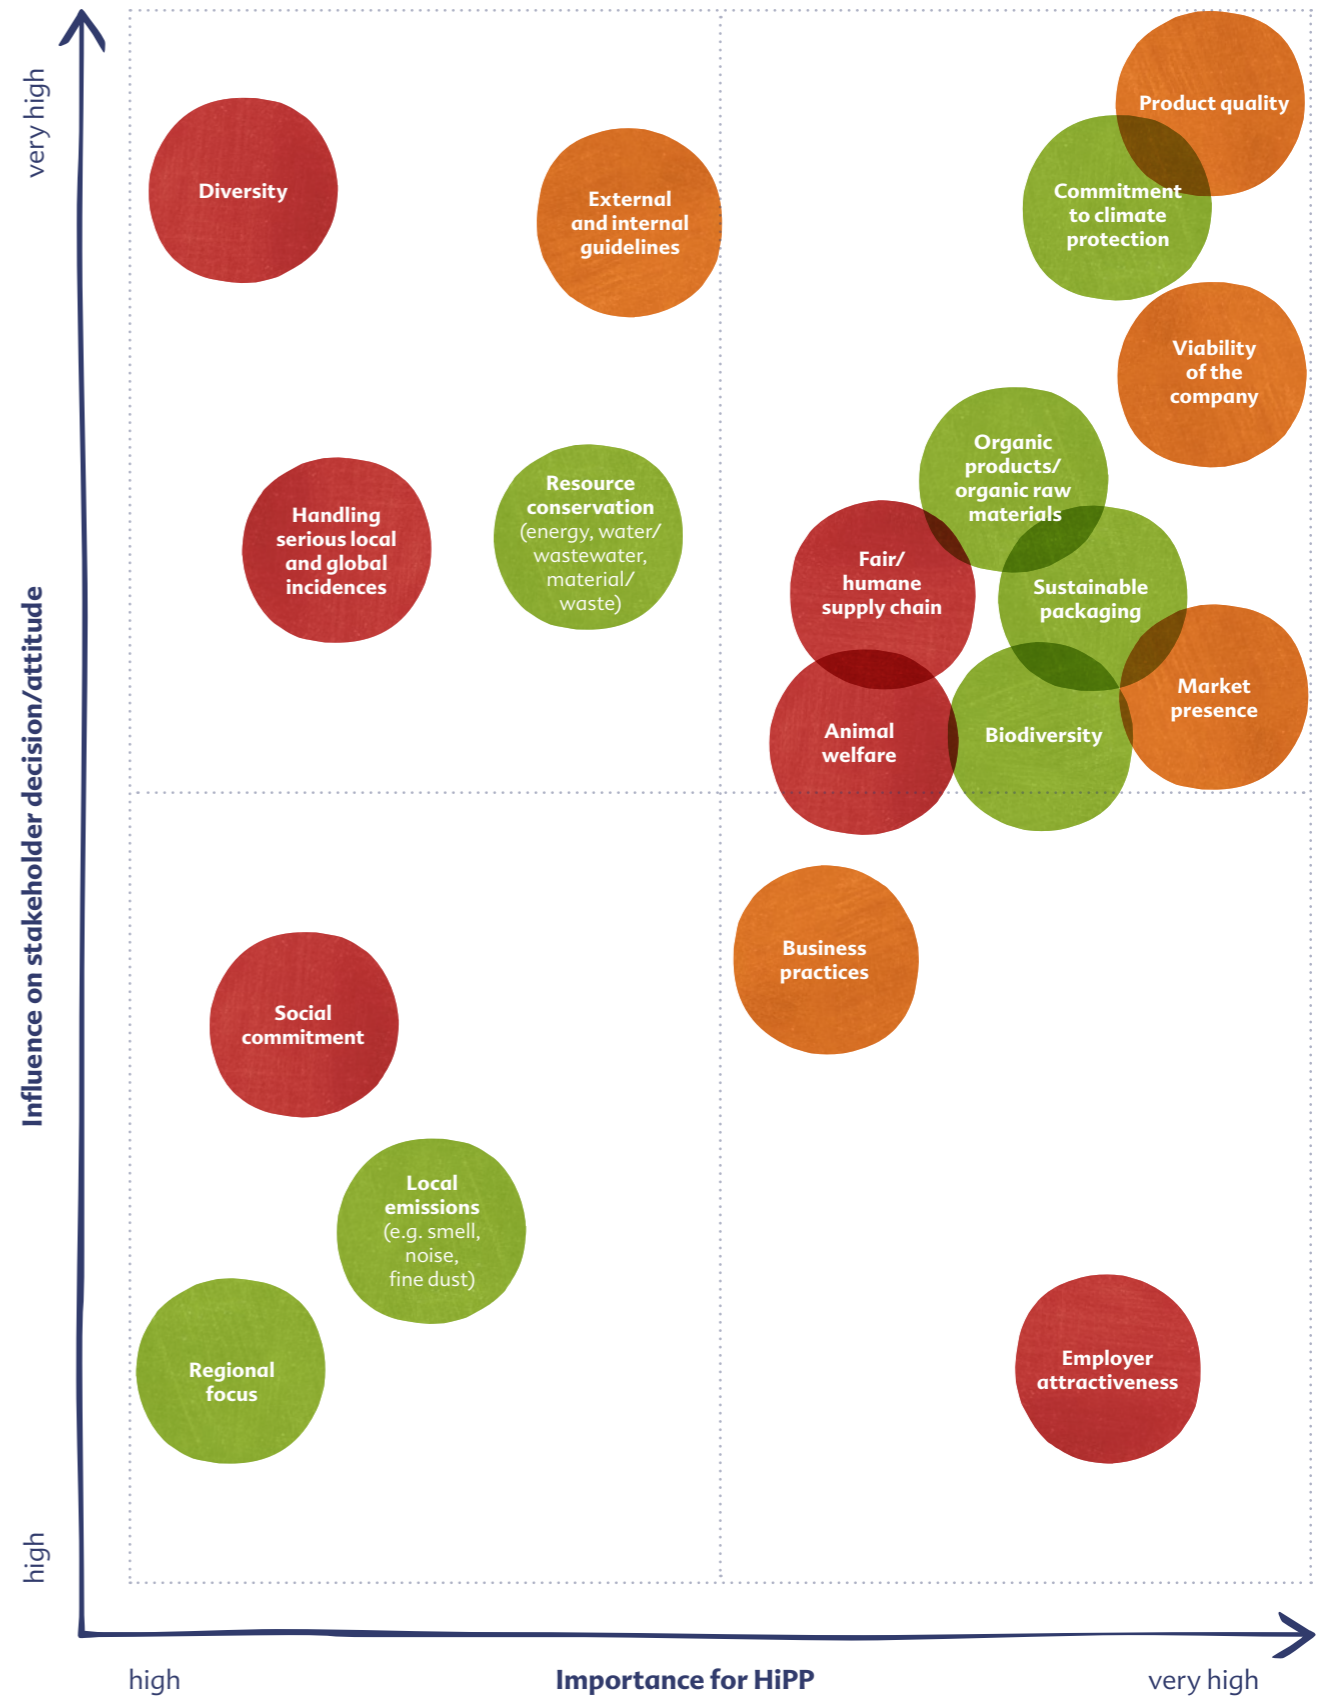 very high
Product quality
Diversity
External
and internal
guidelines
Commitment
to climate
protection
Viability
of the
company
Organic
products/
organic raw
materials
Handling
serious local
and global
incidences
Resource
conservation
(energy, water/
wastewater,
material/
waste)
Fair/
humane
supply chain
Sustainable
packaging
Market
presence
Animal
welfare
Biodiversity
Influence on stakeholder decision/attitude
Business
practices
Social
commitment
Local
emissions
(e.g. smell,
noise,
fine dust)
Regional
focus
Employer
attractiveness
high
high
Importance for HiPP
very high